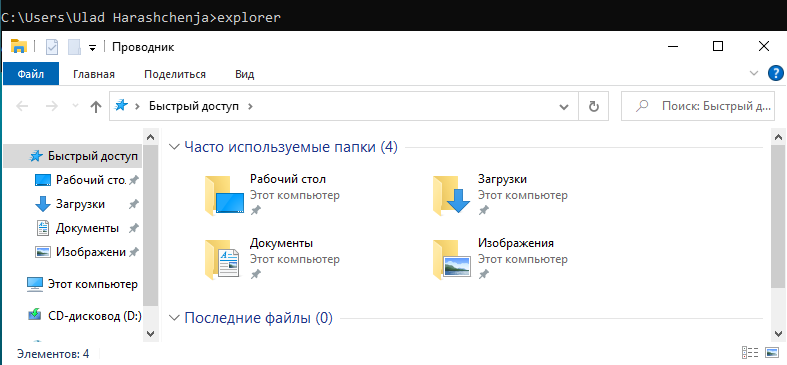 C:\Users\Ulad Harashchenja>explorer
Проводник
Файл Главная Поделиться Вид
Быстрый доступ Поиск: Быстрый д...
Быстрый доступ
Рабочий сто.
Загрузки
Документы
Изображени
Этот компьютер
CD-дисковод (D:)
Часто используемые папки (4)
Рабочий стол
Этот компьютер
Загрузки
Этот компьютер
Документы
Этот компьютер
Изображения
Этот компьютер
Последние файлы (0)
Элементов: 4